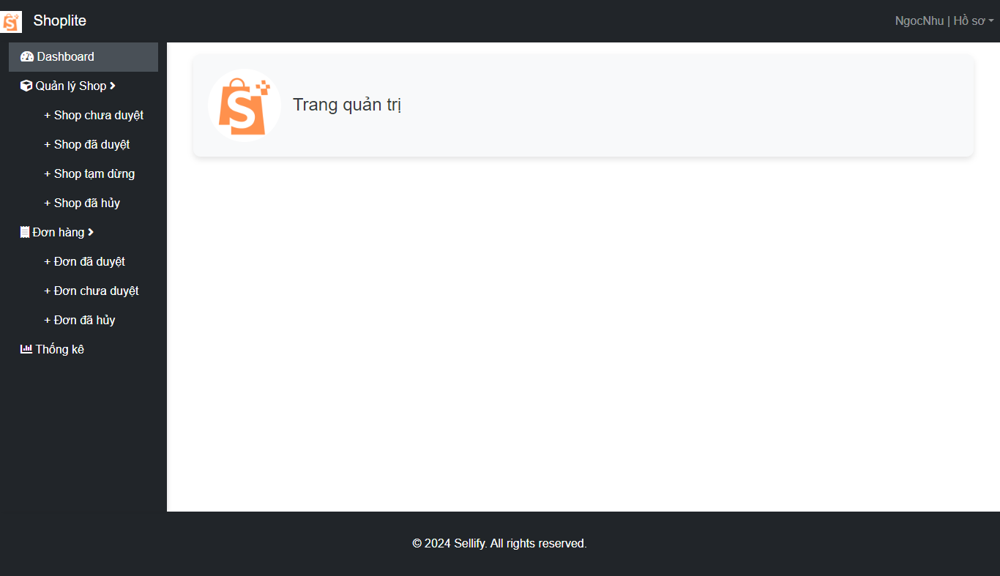 Shoplite
NgocNhu | Hồ sơ
Dashboard
Quản lý Shop
+ Shop chưa duyệt
+ Shop đã duyệt
+ Shop tạm dừng
+ Shop đã hủy
Đơn hàng
+ Đơn đã duyệt
+ Đơn chưa duyệt
+ Đơn đã hủy
Thống kê
S
Trang quản trị
© 2024 Sellify. All rights reserved.